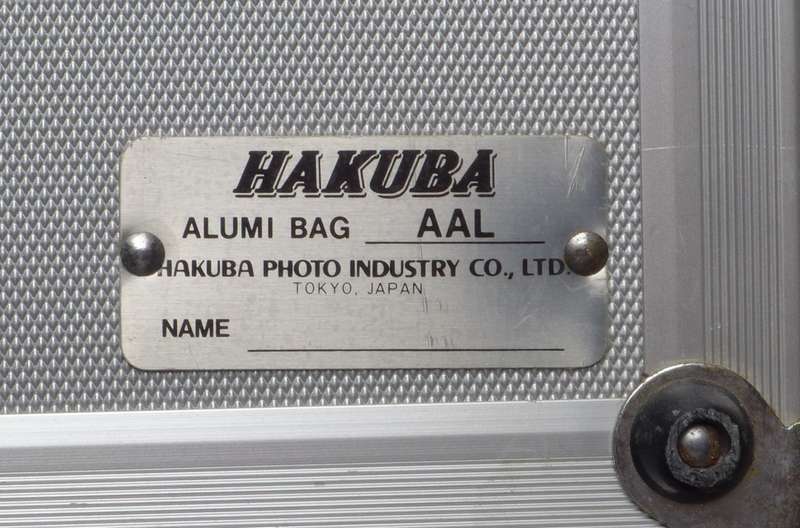 HAKUBA
ALUMI BAG AAL
HAKUBA PHOTO INDUSTRY CO., LTD.
TOKYO, JAPAN
NAME